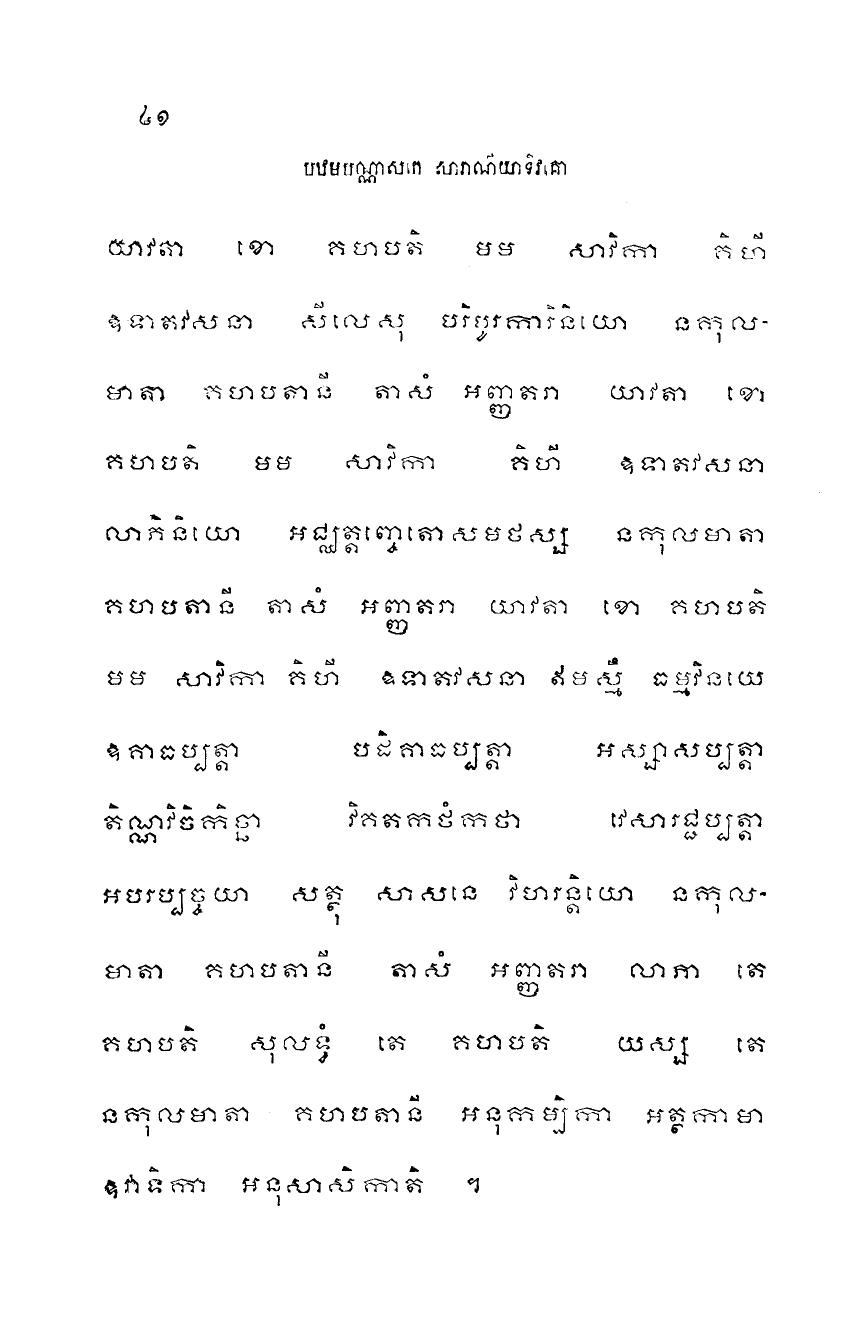 ៤១
បឋមបណ្ណាសកេ សារាណីយាទិវគ្គោ
យាវតា ខោ គហបតិ មម សាវិកា គិហី
ឧទាតវសនា សីលេសុ បរិបូរការិនិយោ នកុល-
មាតា គហបតានី តាសំ អញ្ញតរា យាវតា ខោ
គហបតិ មម សាវិកា គិហី ឧទាតវសនា
លាភិនិយោ អជ្ឈត្តញ្ចេតោសមថស្ស នកុលមាតា
គហបតានី តាសំ អញ្ញតរា យាវតា ខោ គហបតិ
មម សាវិកា គិហី ឧទាតវសនា ឥមស្មឹ ធម្មវិនយេ
ឧគាធប្បត្តា បដិគាធប្បត្តា អស្សាសប្បត្តា
តិណ្ណវិចិកិច្ឆា វិគតកថំកថា វេសារជ្ជប្បត្តា
អបរប្បច្ចយា សត្ថុ សាសនេ វិហរន្តិយោ នកុល-
មាតា គហបតានី តាសំ អញ្ញតរា លាភា តេ
គហបតិ សុលទ្ធំ តេ គហបតិ យស្ស តេ
នកុលមាតា គហបតានី អនុកម្បិកា អត្ថកាមា
ឧវាទិកា អនុសាសិកាតិ ។